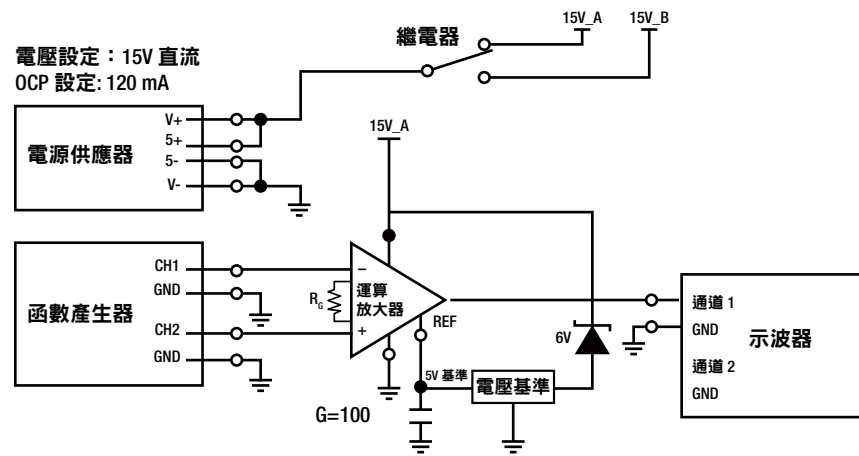 15V_A
15V_B
繼電器
電壓設定：15V 直流
OCP 設定: 120 mA
電源供應器
V+
5+
5-
V-
15V_A
函數產生器
CH1
GND
CH2
GND
−
RG
運算
放大器
+
REF
G=100
5V 基準
電壓基準
6V
通道 1
GND
通道 2
GND
示波器